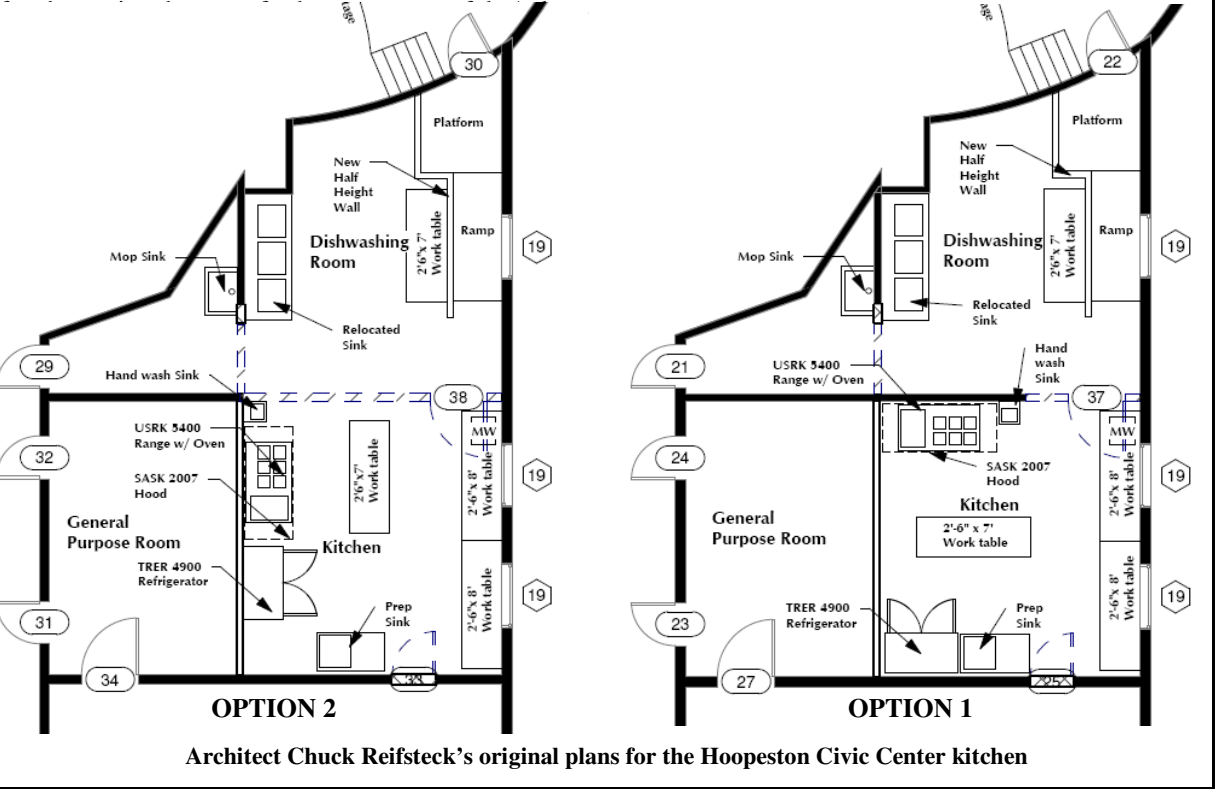 30
Platform
New
Half
Height
Wall
2'6"x 7'
Work table
Ramp
19
Dishwashing
Room
Mop Sink
Relocated
Sink
29
Hand wash Sink
38
USRK 5400
Range w/ Oven
MW
32
2'6"x7'
Work table
2'-6"x 8'
Work table
19
SASK 2007
Hood
General
Purpose Room
Kitchen
TRER 4900
Refrigerator
2'-6"x 8'
Work table
19
Prep
Sink
31
34
33
OPTION 2
22
Platform
New
Half
Height
Wall
2'6"x 7'
Work table
Ramp
19
Dishwashing
Room
Mop Sink
Relocated
Sink
Hand
wash
Sink
21
USRK 5400
Range w/ Oven
37
MW
24
SASK 2007
Hood
2'-6"x 8'
Work table
19
Kitchen
General
Purpose Room
2'-6" x 7'
Work table
2'-6"x 8'
Work table
19
TRER 4900
Refrigerator
Prep
Sink
23
27
25
OPTION 1
Architect Chuck Reifsteck's original plans for the Hoopeston Civic Center kitchen